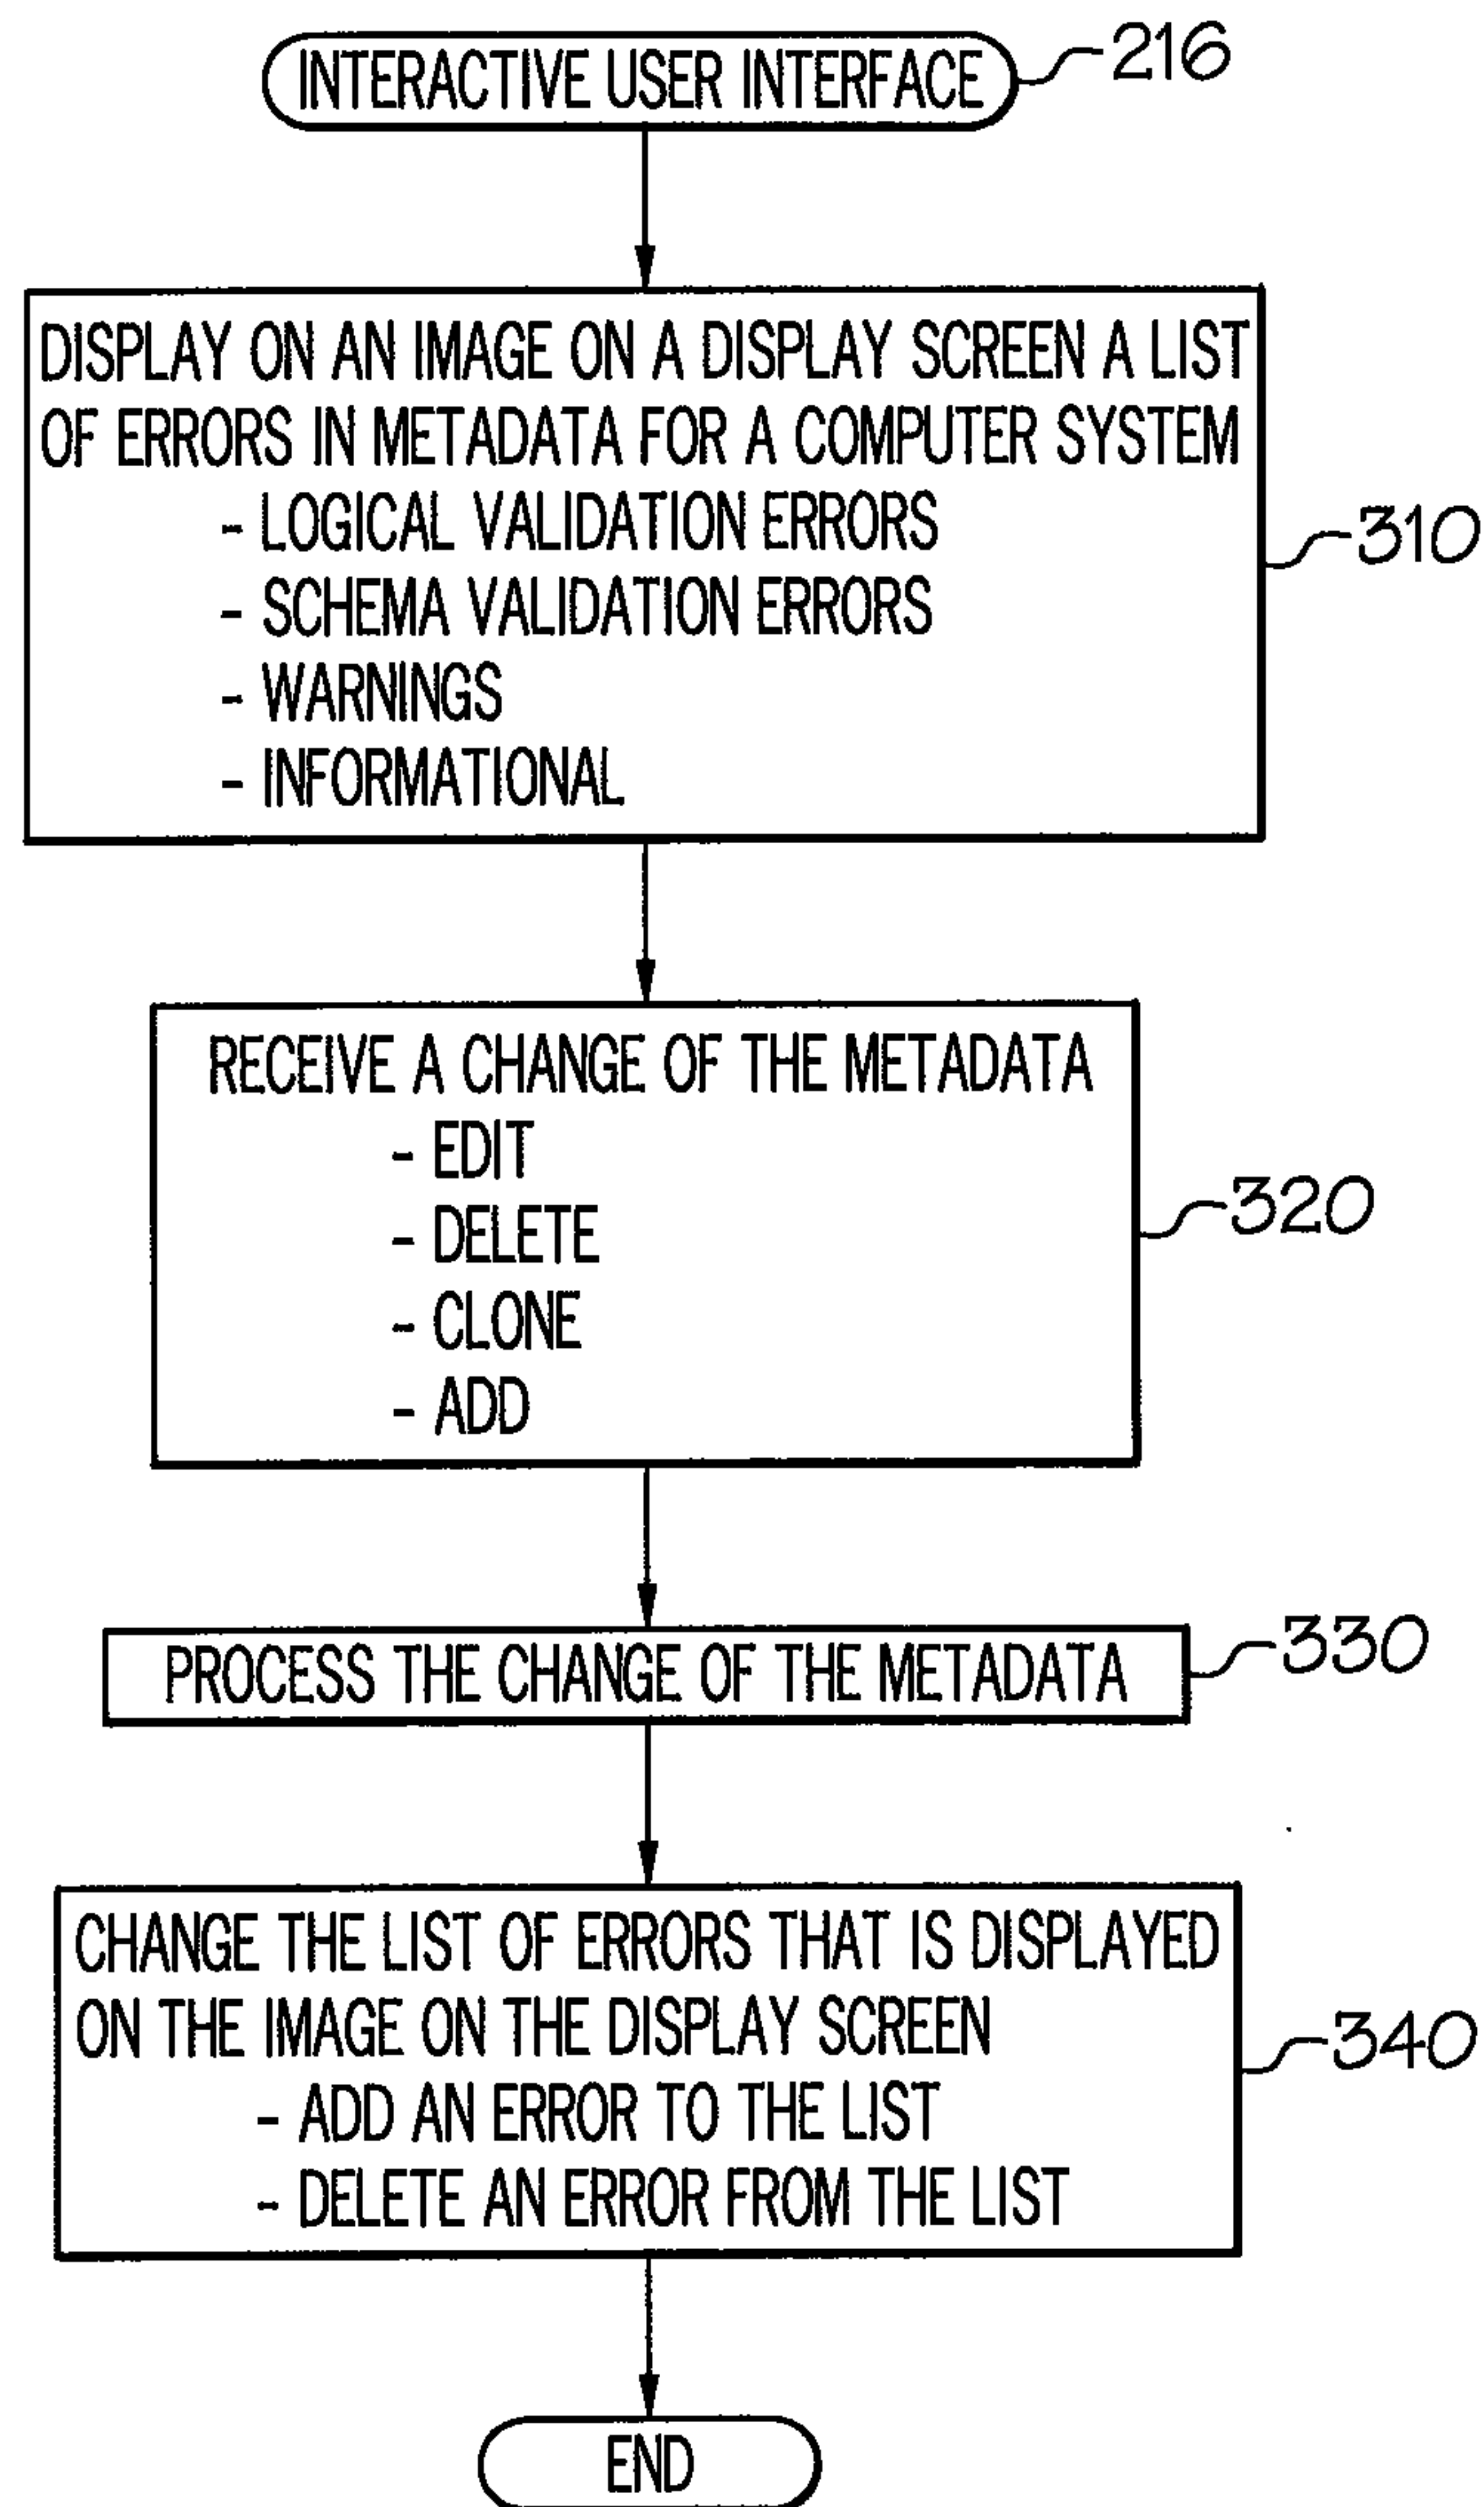 INTERACTIVE USER INTERFACE
216
DISPLAY ON AN IMAGE ON A DISPLAY SCREEN A LIST
OF ERRORS IN METADATA FOR A COMPUTER SYSTEM
- LOGICAL VALIDATION ERRORS
- SCHEMA VALIDATION ERRORS
- WARNINGS
- INFORMATIONAL
310
RECEIVE A CHANGE OF THE METADATA
- EDIT
- DELETE
- CLONE
- ADD
320
PROCESS THE CHANGE OF THE METADATA
330
CHANGE THE LIST OF ERRORS THAT IS DISPLAYED
ON THE IMAGE ON THE DISPLAY SCREEN
- ADD AN ERROR TO THE LIST
- DELETE AN ERROR FROM THE LIST
340
END